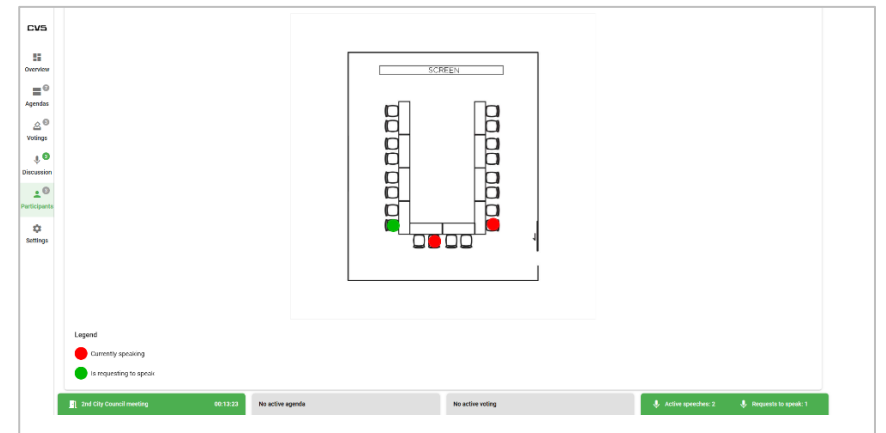 CVS
Overview
Agendas
Votings
Discussion
Participants
Settings
SCREEN
Legend
Currently speaking
Is requesting to speak
2nd City Council meeting 00:13:23
No active agenda
No active voting
Active speeches: 2
Requests to speak: 1